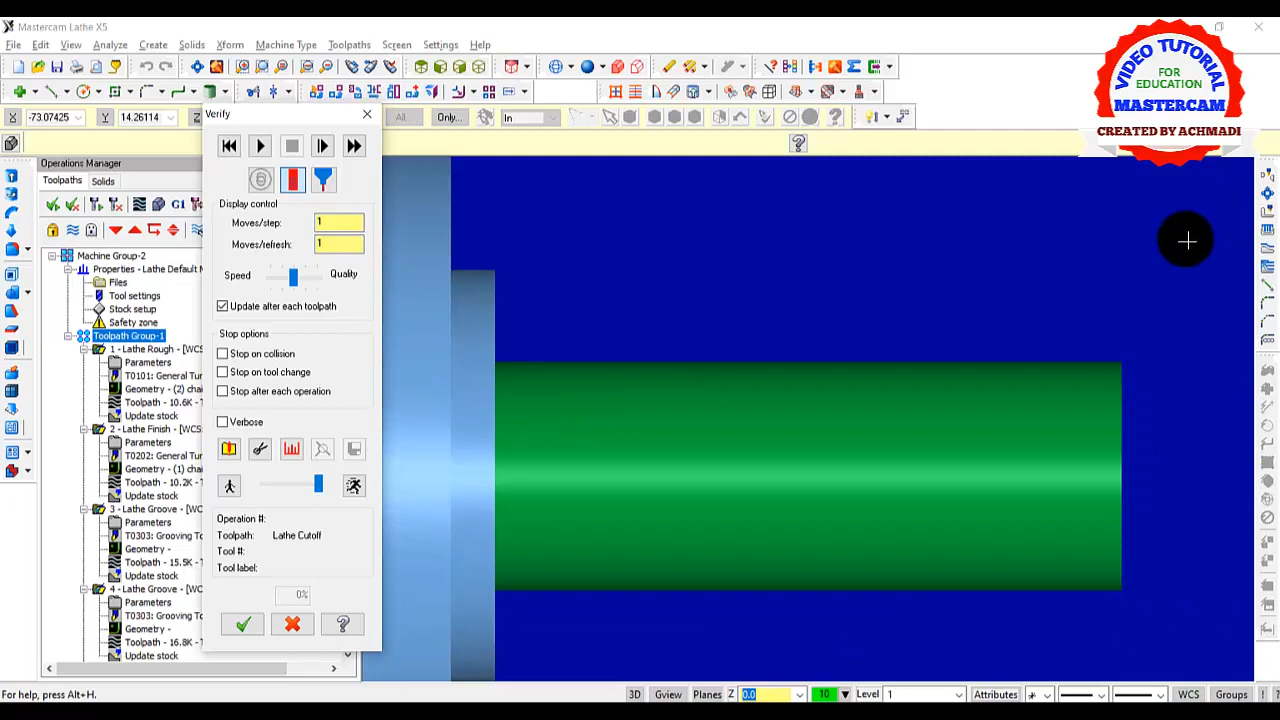 Mastercam Lathe X5
File Edit View Analyze Create Solids Xform Machine Type Toolpaths Screen Settings Help
VIDEO TUTORIAL
FOR
EDUCATION
MASTERCAM
CREATED BY ACHMADI
X -73.07425 Y 14.26114 Z All... Only... In
Verify
Operations Manager
Toolpaths Solids
G1
Machine Group-2
Properties - Lathe Default M
Files
Tool settings
Stock setup
Safety zone
Toolpath Group-1
1 - Lathe Rough - [WCS
Parameters
T0101: General Tur
Geometry - (2) chai
Toolpath - 10.6K -
Update stock
2 - Lathe Finish - [WCS:
Parameters
T0202: General Tur
Geometry - (1) chai
Toolpath - 10.2K -
Update stock
3 - Lathe Groove - [W
Parameters
T0303: Grooving To
Geometry -
Toolpath - 15.5K -
Update stock
4 - Lathe Groove - [W
Parameters
T0303: Grooving To
Geometry -
Toolpath - 16.8K -
Update stock
Display control
Moves/step: 1
Moves/refresh: 1
Speed Quality
Update after each toolpath
Stop options
Stop on collision
Stop on tool change
Stop after each operation
Verbose
Operation #:
Toolpath: Lathe Cutoff
Tool #:
Tool label:
0%
For help, press Alt+H.
3D Gview Planes Z 0.0 10 Level 1 Attributes WCS Groups